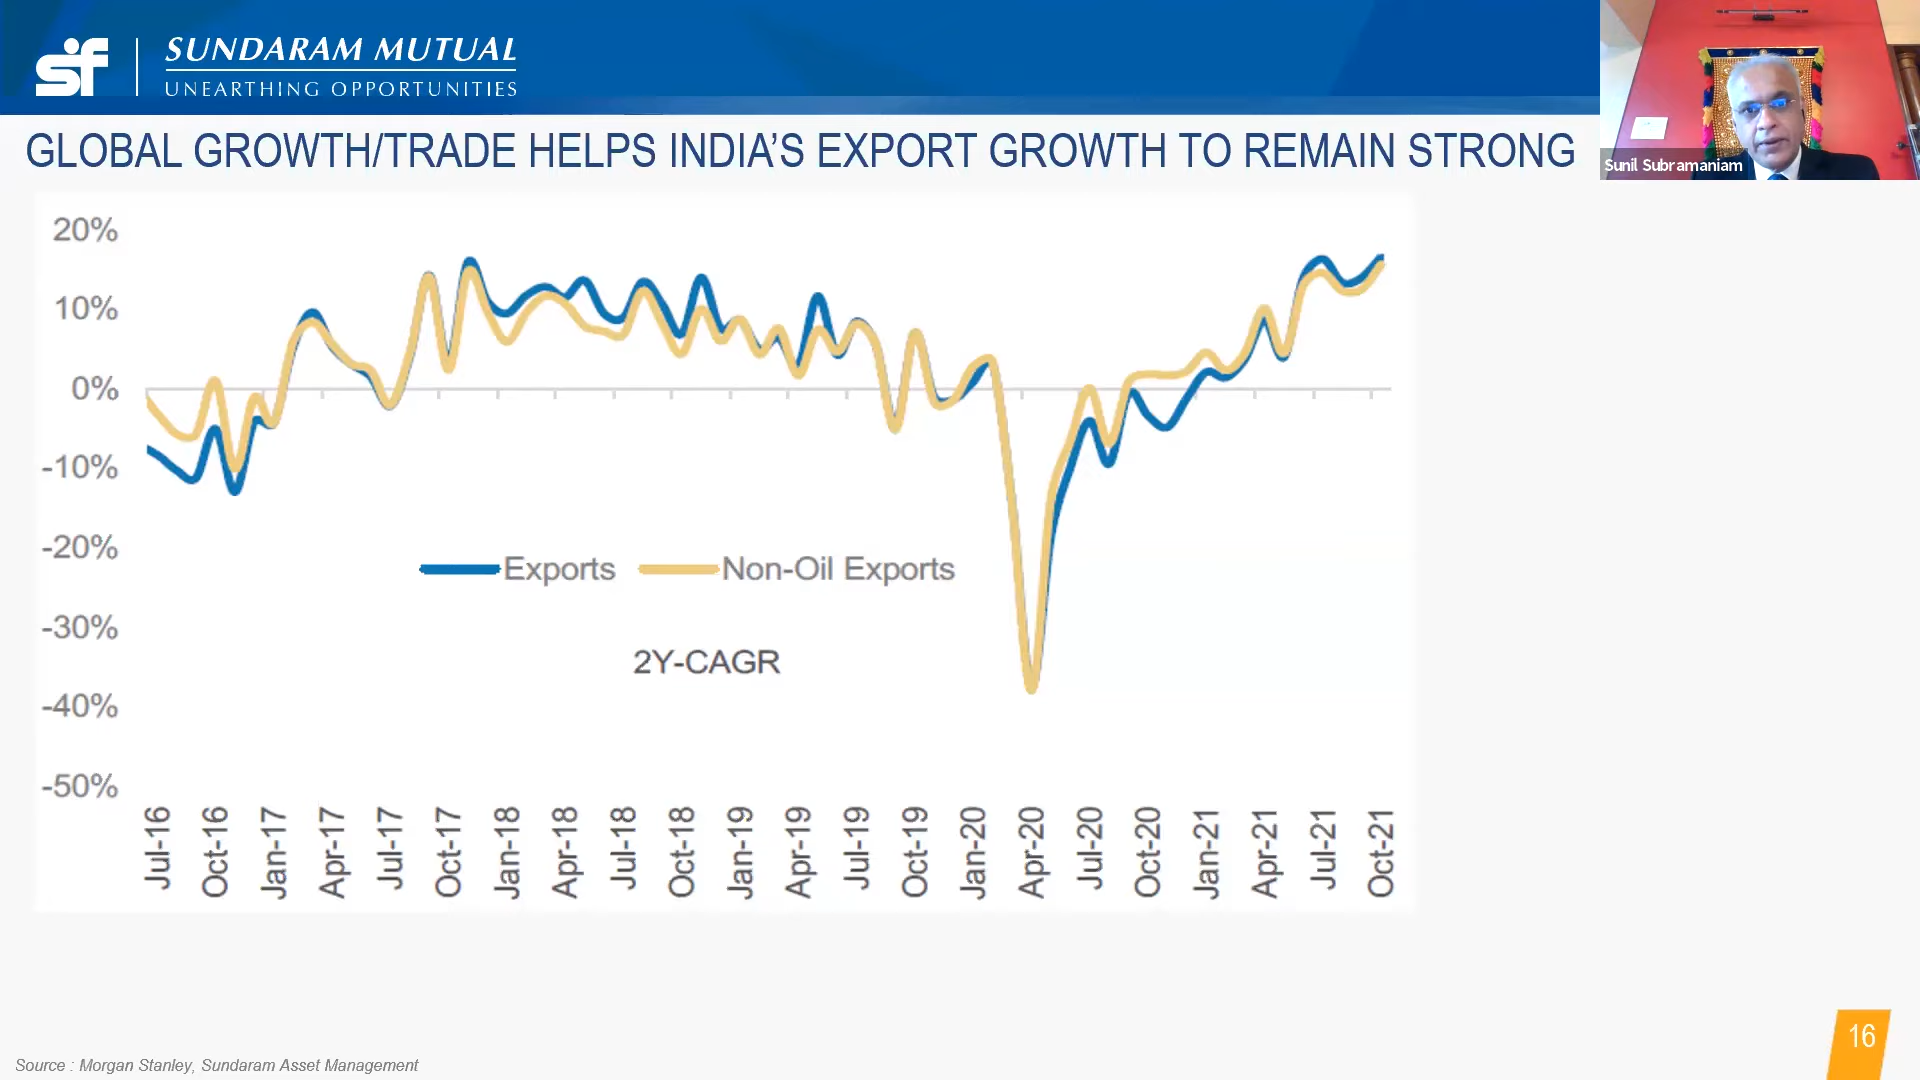 sf
SUNDARAM MUTUAL
UNEARTHING OPPORTUNITIES
Sunil Subramaniam
GLOBAL GROWTH/TRADE HELPS INDIA’S EXPORT GROWTH TO REMAIN STRONG
20%
10%
0%
-10%
-20%
-30%
-40%
-50%
Exports
Non-Oil Exports
2Y-CAGR
Jul-16
Oct-16
Jan-17
Apr-17
Jul-17
Oct-17
Jan-18
Apr-18
Jul-18
Oct-18
Jan-19
Apr-19
Jul-19
Oct-19
Jan-20
Apr-20
Jul-20
Oct-20
Jan-21
Apr-21
Jul-21
Oct-21
16
Source : Morgan Stanley, Sundaram Asset Management